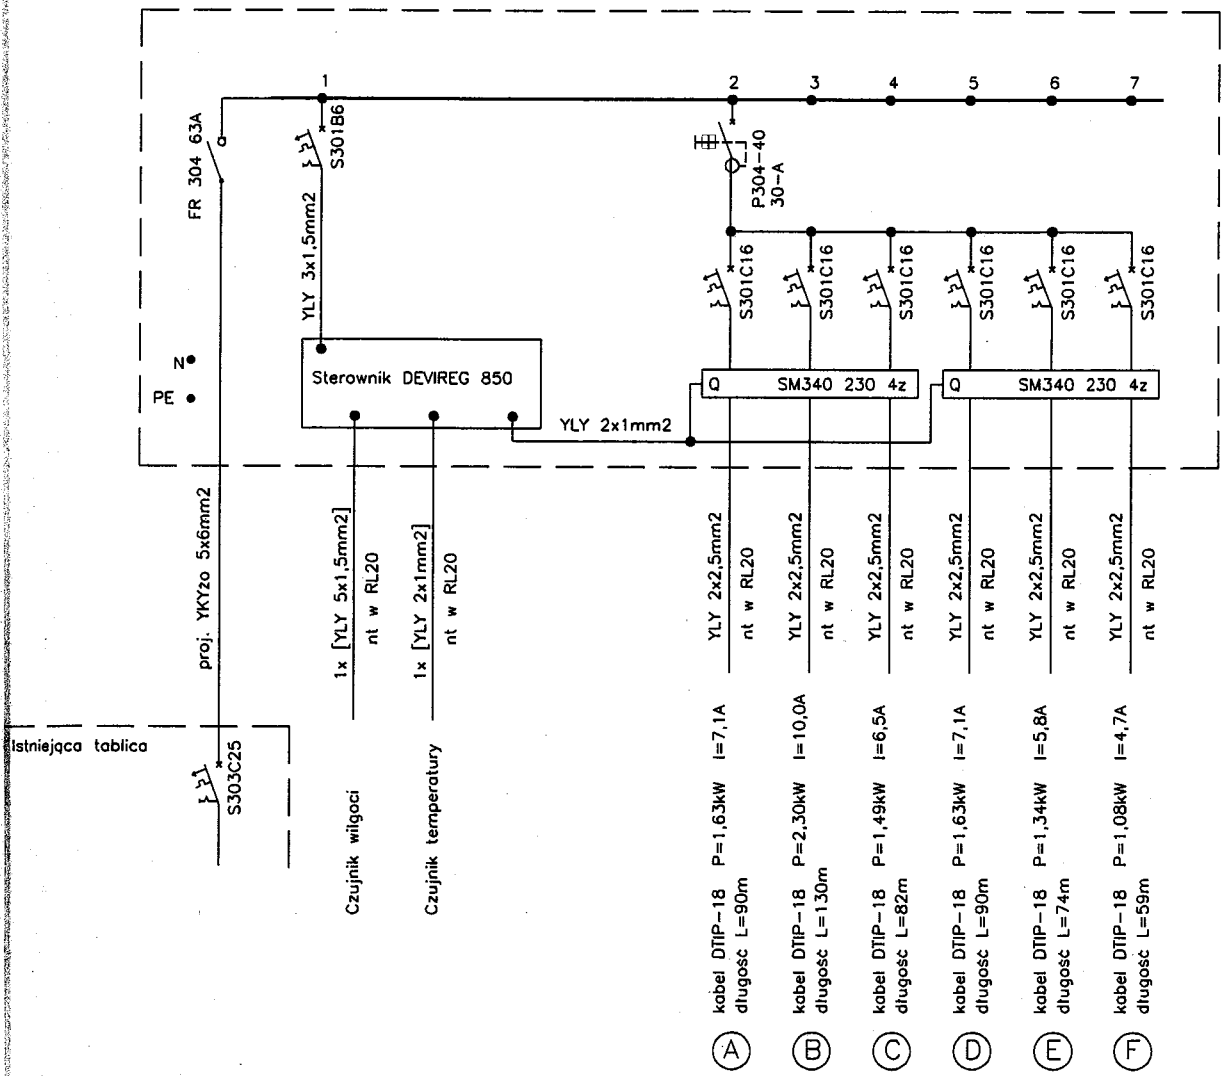 1
2
3
4
5
6
7
FR 304 63A
S301B6
YLY 3x1,5mm2
P304-40
30-A
S301C16
S301C16
S301C16
S301C16
S301C16
S301C16
N
PE
Sterownik DEVIREG 850
Q SM340 230 4z
Q SM340 230 4z
YLY 2x1mm2
proj. YKYżo 5x6mm2
1x [YLY 5x1,5mm2]
nt w RL20
1x [YLY 2x1mm2]
nt w RL20
YLY 2x2,5mm2
nt w RL20
YLY 2x2,5mm2
nt w RL20
YLY 2x2,5mm2
nt w RL20
YLY 2x2,5mm2
nt w RL20
YLY 2x2,5mm2
nt w RL20
YLY 2x2,5mm2
nt w RL20
Istniejąca tablica
S303C25
Czujnik wilgoci
Czujnik temperatury
kabel DTIP-18 P=1,63kW I=7,1A
długość L=90m
kabel DTIP-18 P=2,30kW I=10,0A
długość L=130m
kabel DTIP-18 P=1,49kW I=6,5A
długość L=82m
kabel DTIP-18 P=1,63kW I=7,1A
długość L=90m
kabel DTIP-18 P=1,34kW I=5,8A
długość L=74m
kabel DTIP-18 P=1,08kW I=4,7A
długość L=59m
A
B
C
D
E
F